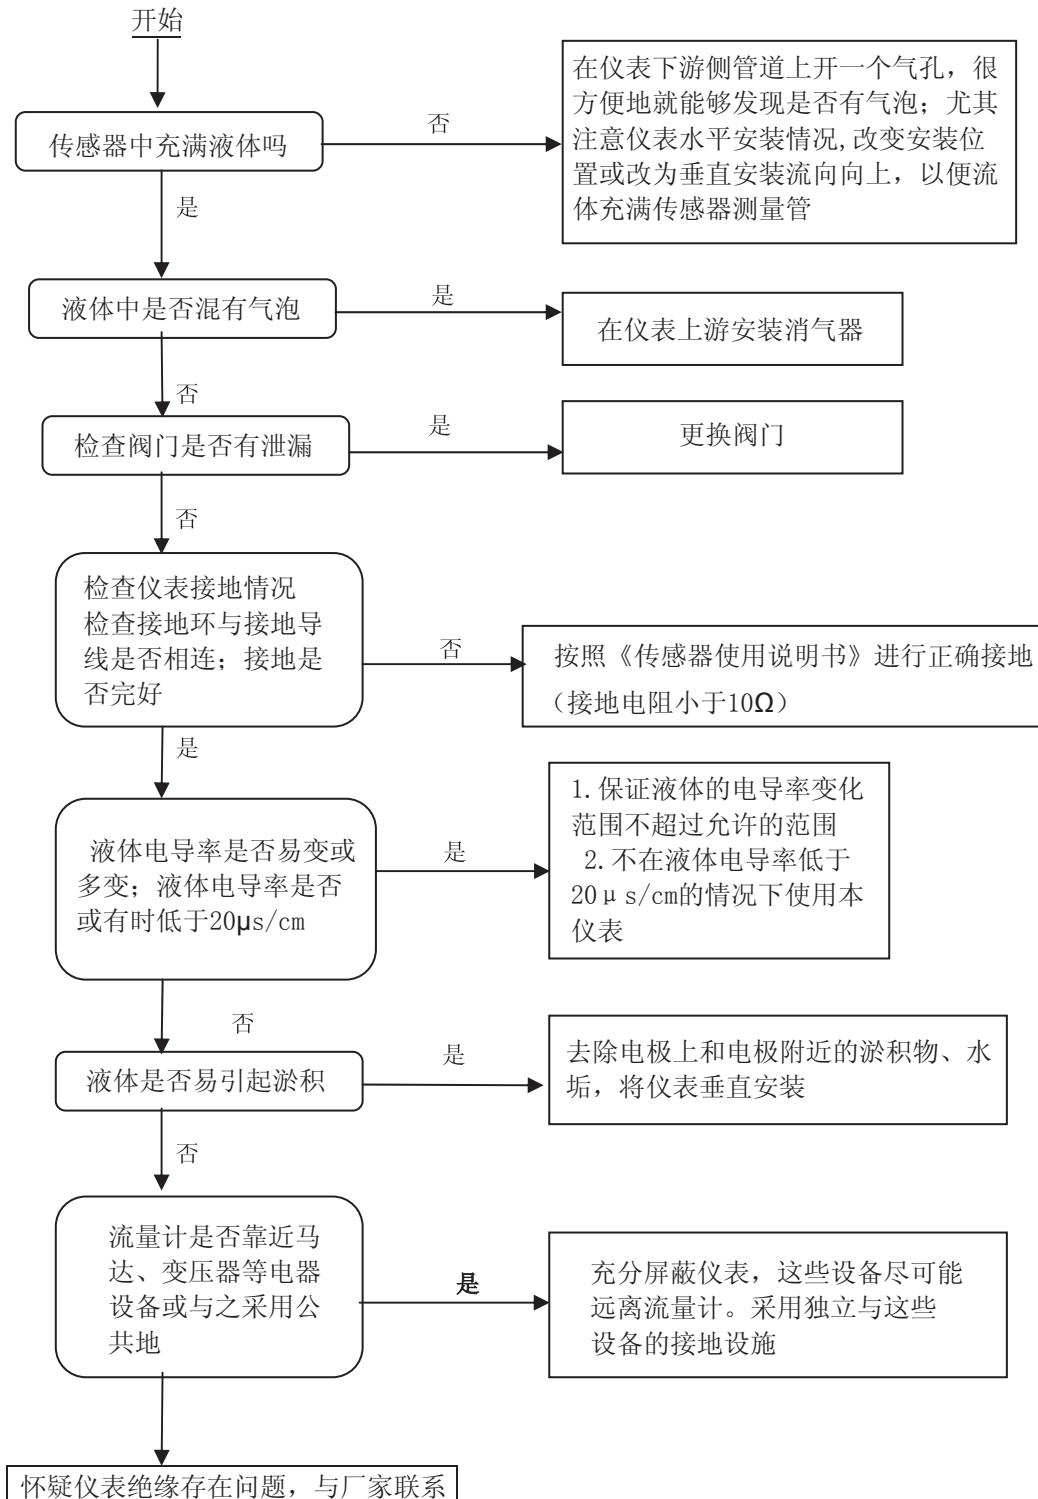 开始
传感器中充满液体吗
否
在仪表下游侧管道上开一个气孔，很
方便地就能够发现是否有气泡；尤其
注意仪表水平安装情况,改变安装位
置或改为垂直安装流向向上，以便流
体充满传感器测量管
是
液体中是否混有气泡
是
在仪表上游安装消气器
否
检查阀门是否有泄漏
是
更换阀门
否
检查仪表接地情况
检查接地环与接地导
线是否相连；接地是
否完好
否
按照《传感器使用说明书》进行正确接地
（接地电阻小于10Ω）
是
液体电导率是否易变或
多变；液体电导率是否
或有时低于20μs/cm
是
1.保证液体的电导率变化
范围不超过允许的范围
2.不在液体电导率低于
20μs/cm的情况下使用本
仪表
否
液体是否易引起淤积
是
去除电极上和电极附近的淤积物、水
垢，将仪表垂直安装
否
流量计是否靠近马
达、变压器等电器
设备或与之采用公
共地
是
充分屏蔽仪表，这些设备尽可能
远离流量计。采用独立与这些
设备的接地设施
怀疑仪表绝缘存在问题，与厂家联系